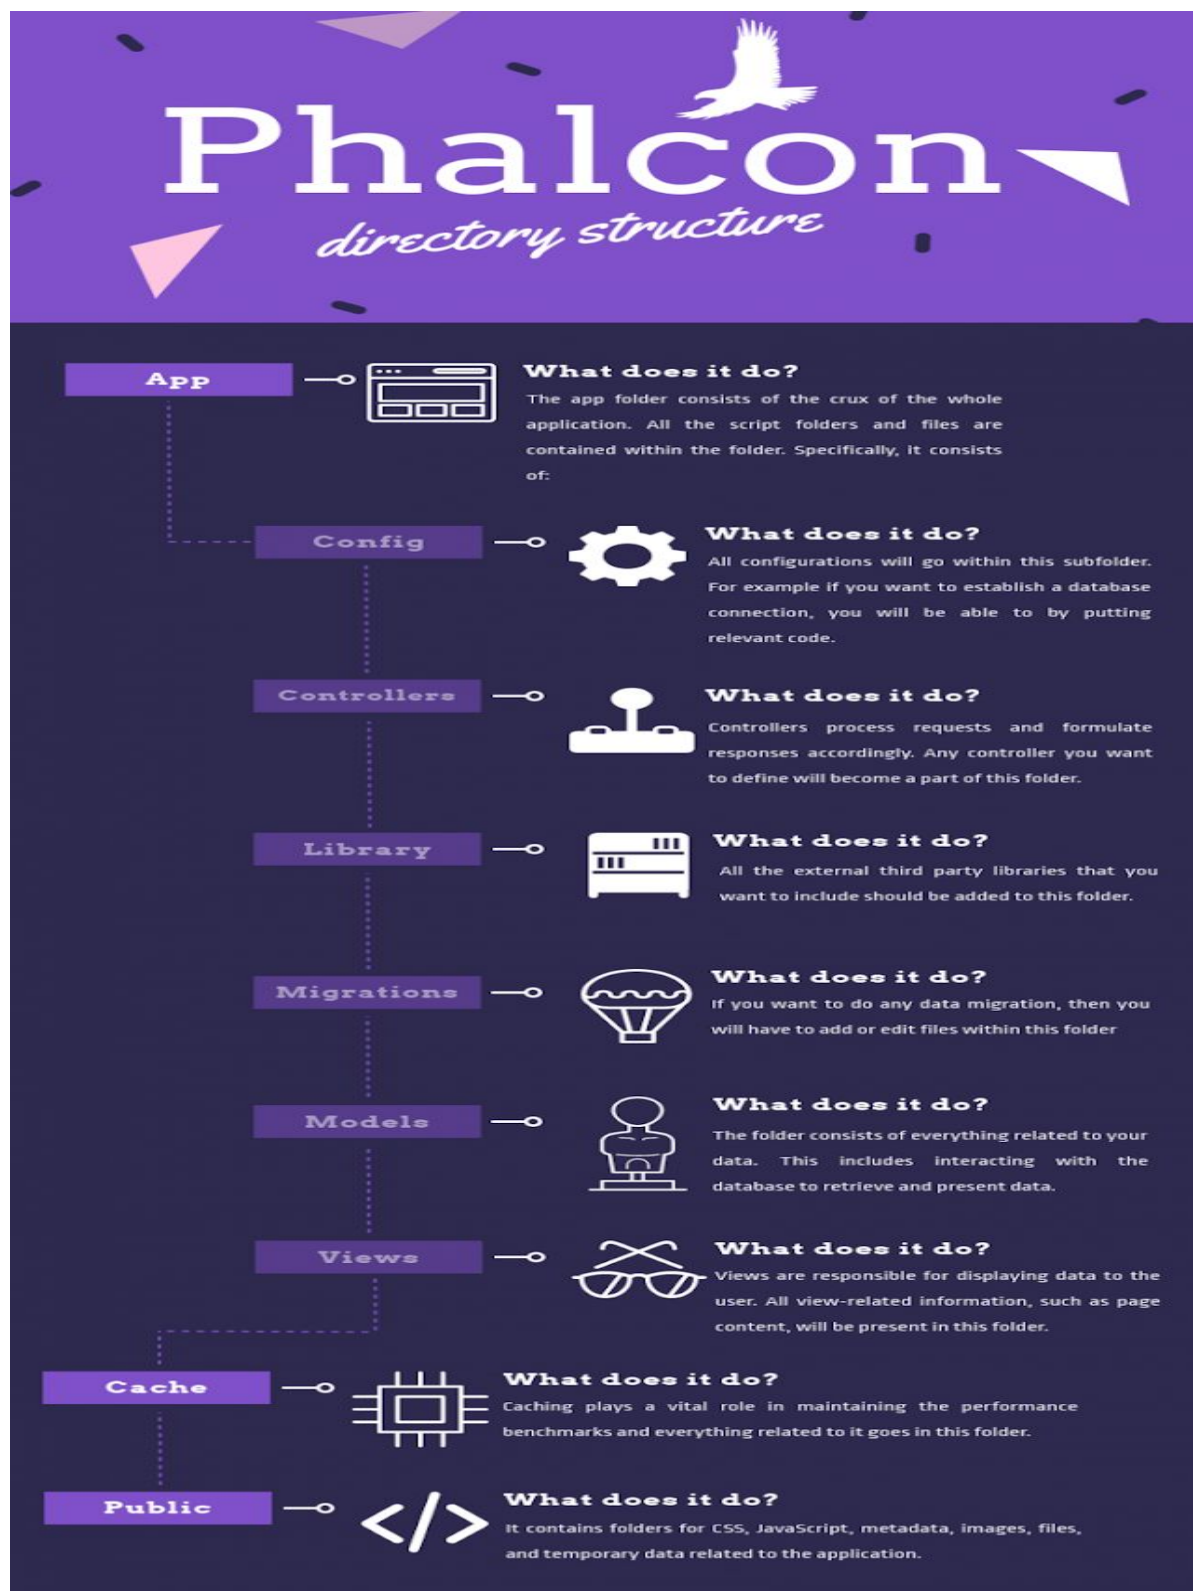 Phalcon
directory structure
App
What does it do?
The app folder consists of the crux of the whole
application. All the script folders and files are
contained within the folder. Specifically, it consists
of:
Config
What does it do?
All configurations will go within this subfolder.
For example if you want to establish a database
connection, you will be able to by putting
relevant code.
Controllers
What does it do?
Controllers process requests and formulate
responses accordingly. Any controller you want
to define will become a part of this folder.
Library
What does it do?
All the external third party libraries that you
want to include should be added to this folder.
Migrations
What does it do?
If you want to do any data migration, then you
will have to add or edit files within this folder
Models
What does it do?
The folder consists of everything related to your
data. This includes interacting with the
database to retrieve and present data.
Views
What does it do?
Views are responsible for displaying data to the
user. All view-related information, such as page
content, will be present in this folder.
Cache
What does it do?
Caching plays a vital role in maintaining the performance
benchmarks and everything related to it goes in this folder.
Public
What does it do?
It contains folders for CSS, JavaScript, metadata, images, files,
and temporary data related to the application.